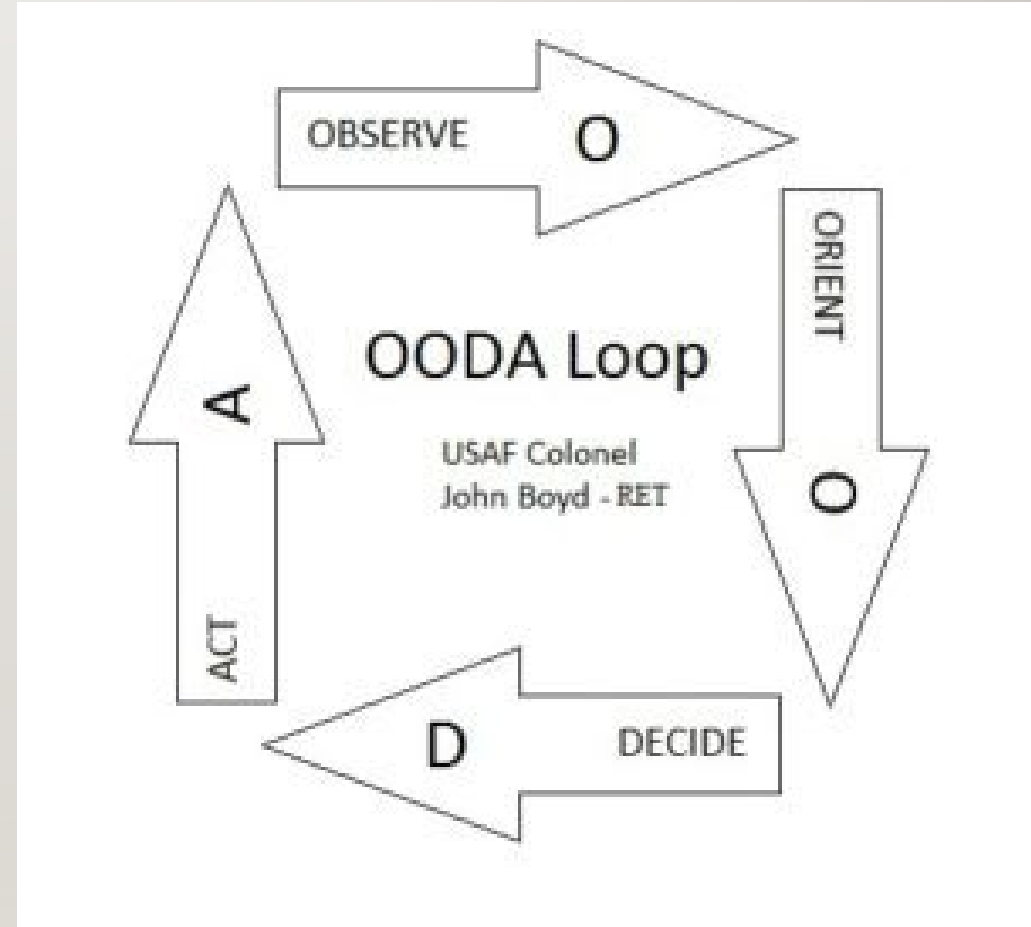 OBSERVE O
ORIENT
O
OODA Loop
USAF Colonel
John Boyd - RET
A
ACT
D DECIDE